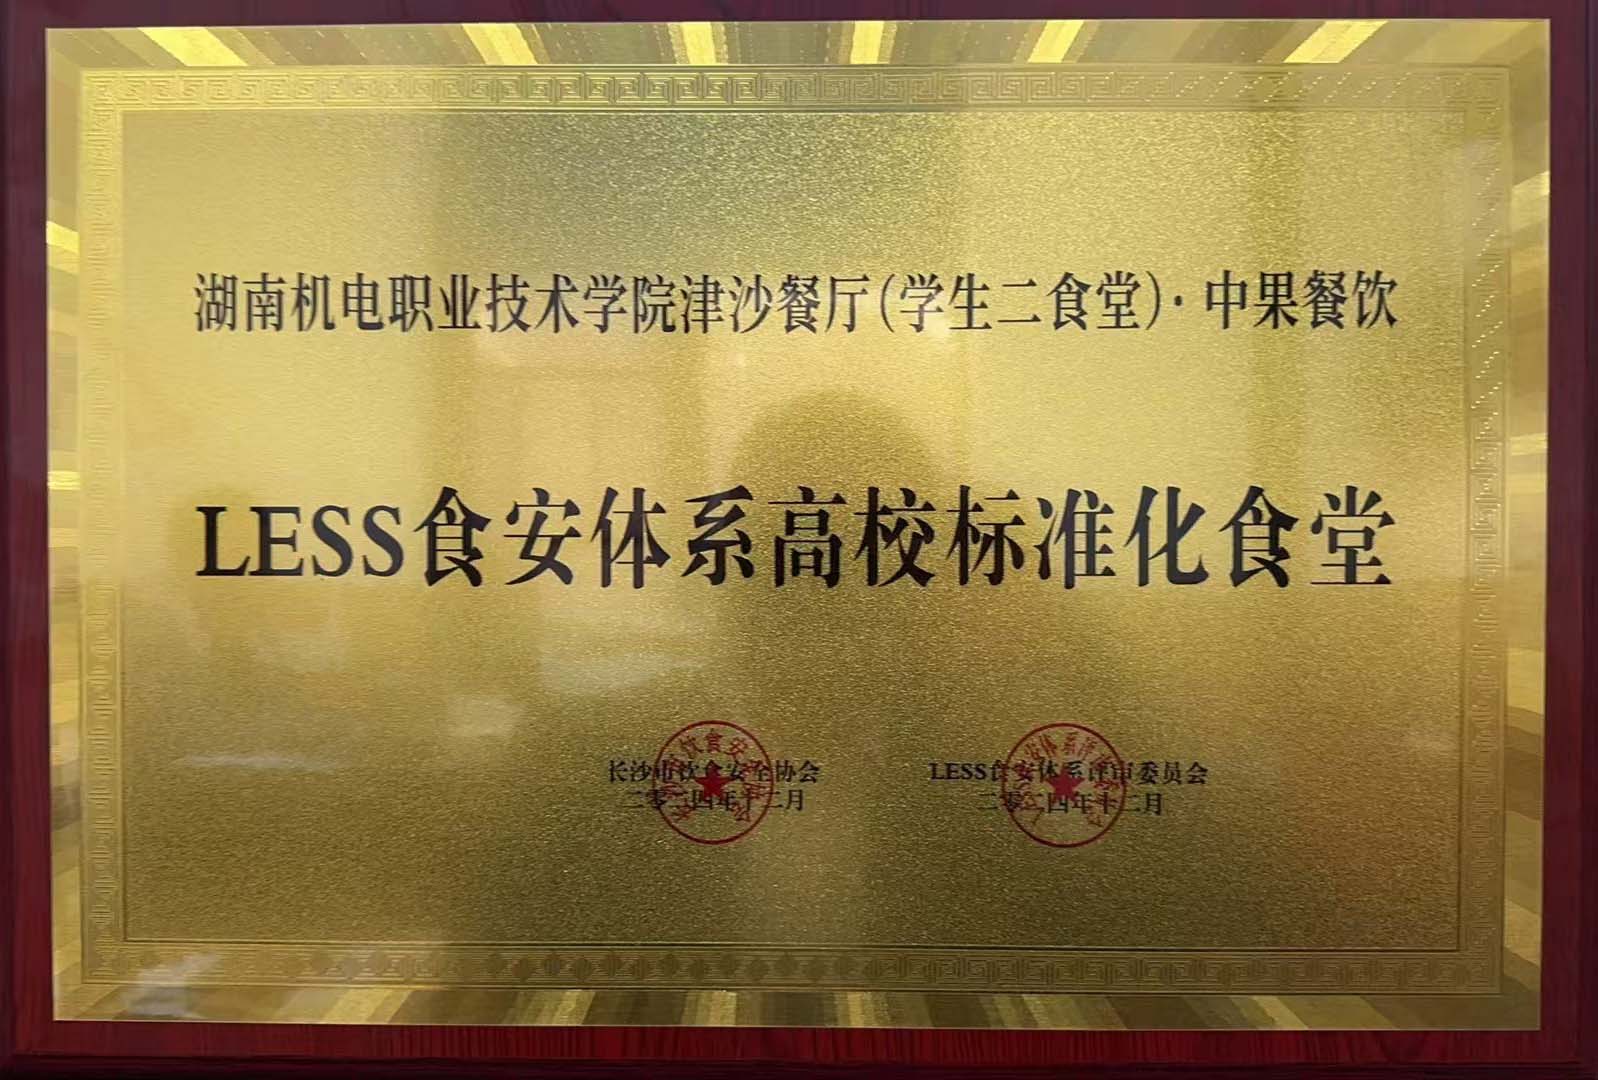 湖南机电职业技术学院津沙餐厅(学生二食堂)·中果餐饮
LESS食安体系高校标准化食堂
长沙市饮食安全协会
二零二四年十二月
LESS食安体系评审委员会
二零二四年十二月